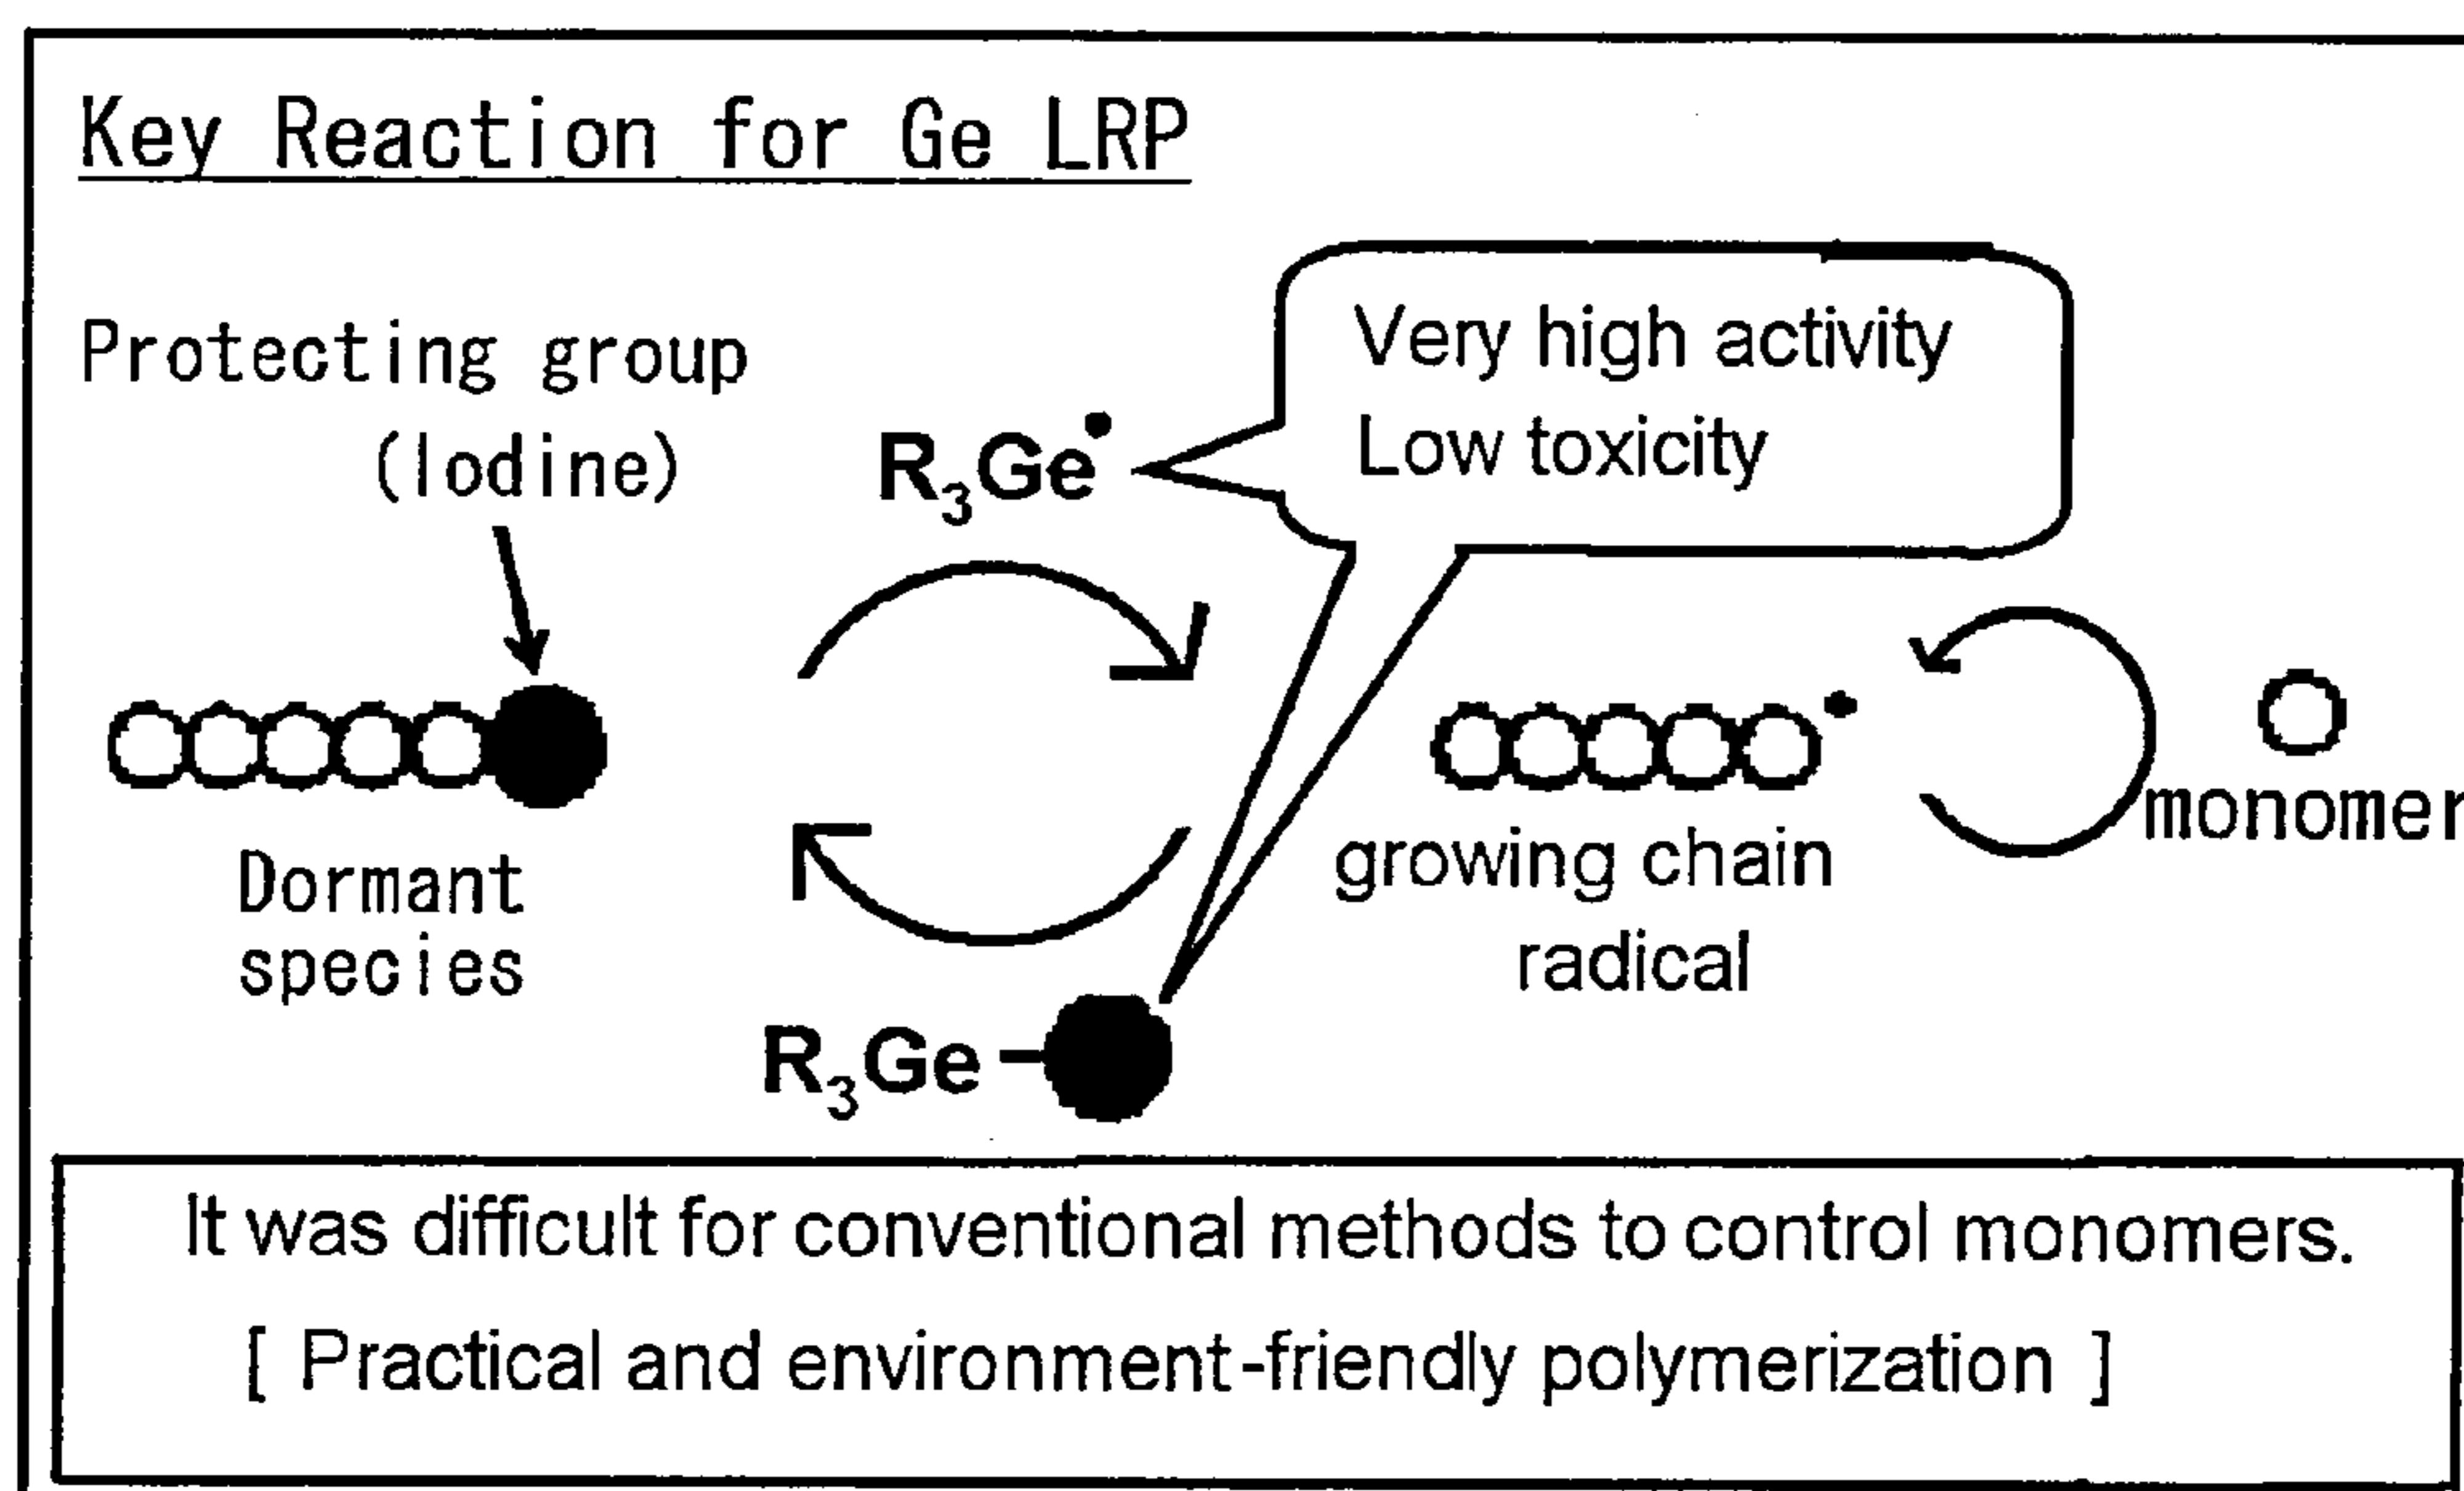 Key Reaction for Ge LRP
Protecting group
(Iodine)
R₃Ge•
Very high activity
Low toxicity
Dormant
species
growing chain
radical
monomer
R₃Ge–
It was difficult for conventional methods to control monomers.
[ Practical and environment-friendly polymerization ]